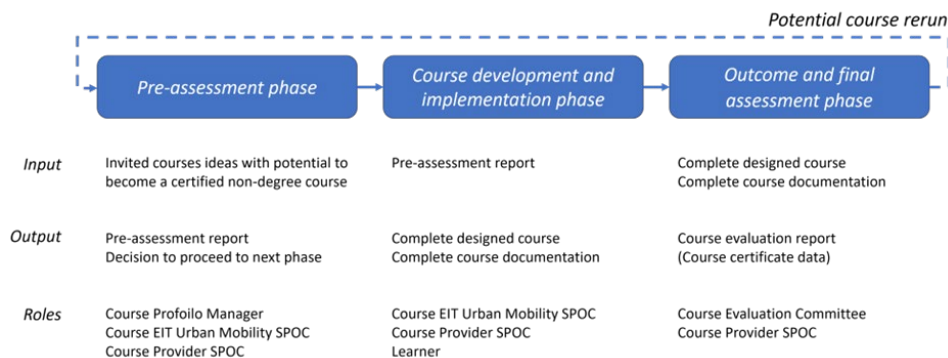 Potential course rerun
Pre-assessment phase
Course development and
implementation phase
Outcome and final
assessment phase
Input
Invited courses ideas with potential to
become a certified non-degree course
Pre-assessment report
Complete designed course
Complete course documentation
Output
Pre-assessment report
Decision to proceed to next phase
Complete designed course
Complete course documentation
Course evaluation report
(Course certificate data)
Roles
Course Profoilo Manager
Course EIT Urban Mobility SPOC
Course Provider SPOC
Course EIT Urban Mobility SPOC
Course Provider SPOC
Learner
Course Evaluation Committee
Course Provider SPOC